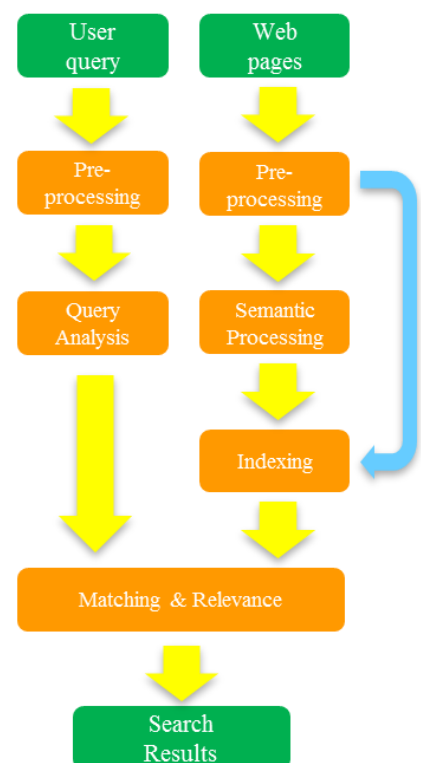 User
query
Web
pages
Pre-
processing
Pre-
processing
Query
Analysis
Semantic
Processing
Indexing
Matching & Relevance
Search
Results